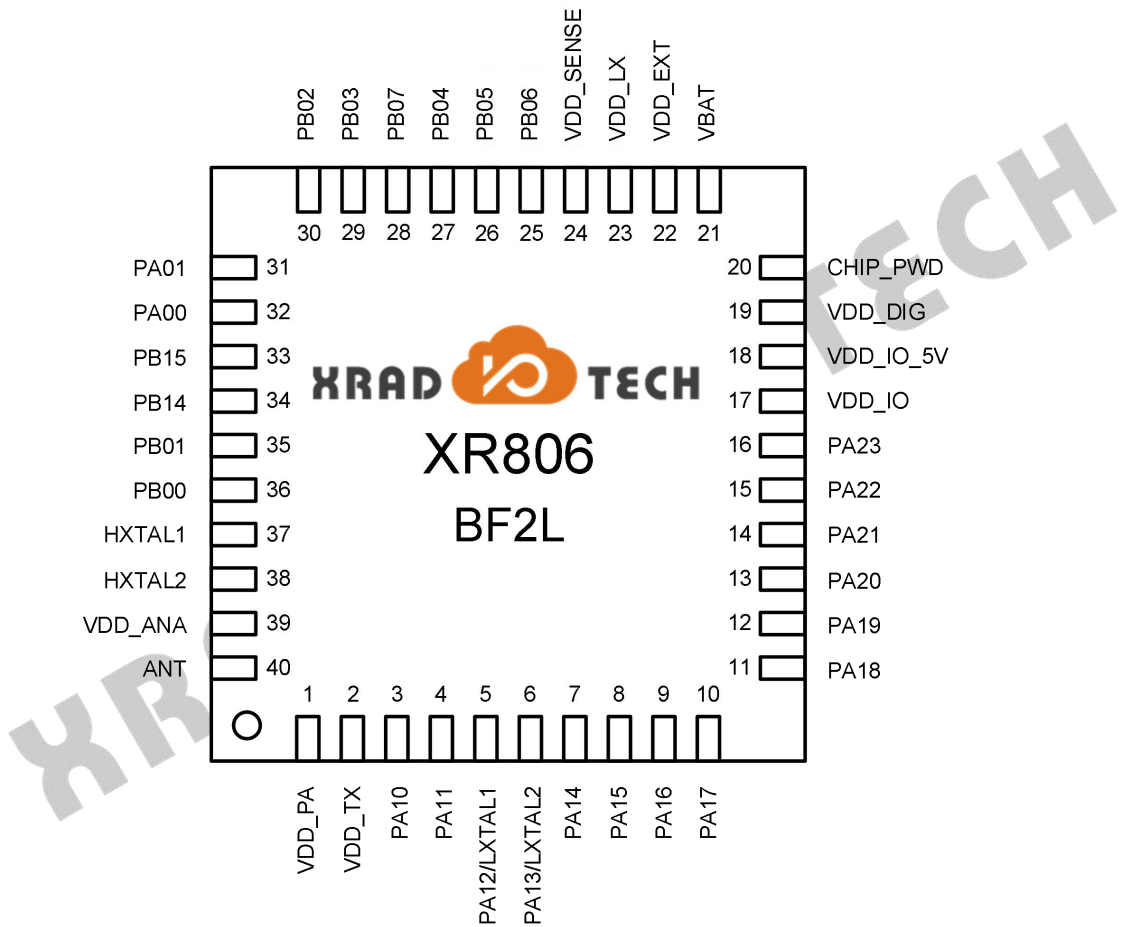 PB02 PB03 PB07 PB04 PB05 PB06 VDD_SENSE VDD_LX VDD_EXT VBAT
30 29 28 27 26 25 24 23 22 21
PA01 31
PA00 32
PB15 33
PB14 34
PB01 35
PB00 36
HXTAL1 37
HXTAL2 38
VDD_ANA 39
ANT 40
XRAD TECH
XR806
BF2L
20 CHIP_PWD
19 VDD_DIG
18 VDD_IO_5V
17 VDD_IO
16 PA23
15 PA22
14 PA21
13 PA20
12 PA19
11 PA18
1 2 3 4 5 6 7 8 9 10
VDD_PA VDD_TX PA10 PA11 PA12/LXTAL1 PA13/LXTAL2 PA14 PA15 PA16 PA17